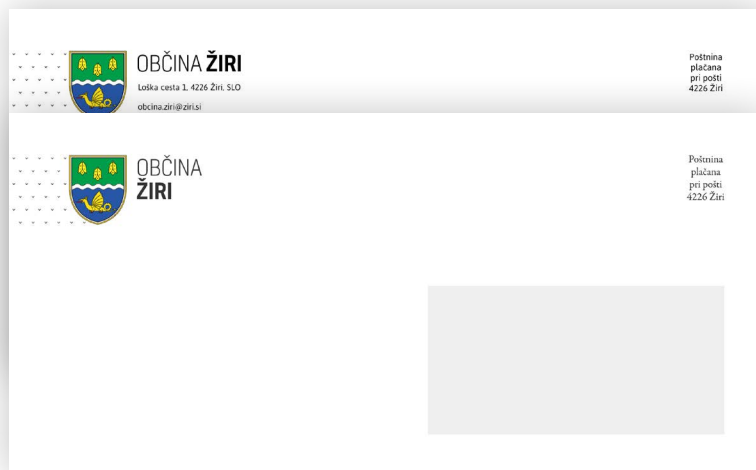 OBČINA ŽIRI
Loška cesta 1, 4226 Žiri, SLO
obcina.ziri@ziri.si
Poštnina
plačana
pri pošti
4226 Žiri
OBČINA
ŽIRI
Poštnina
plačana
pri pošti
4226 Žiri